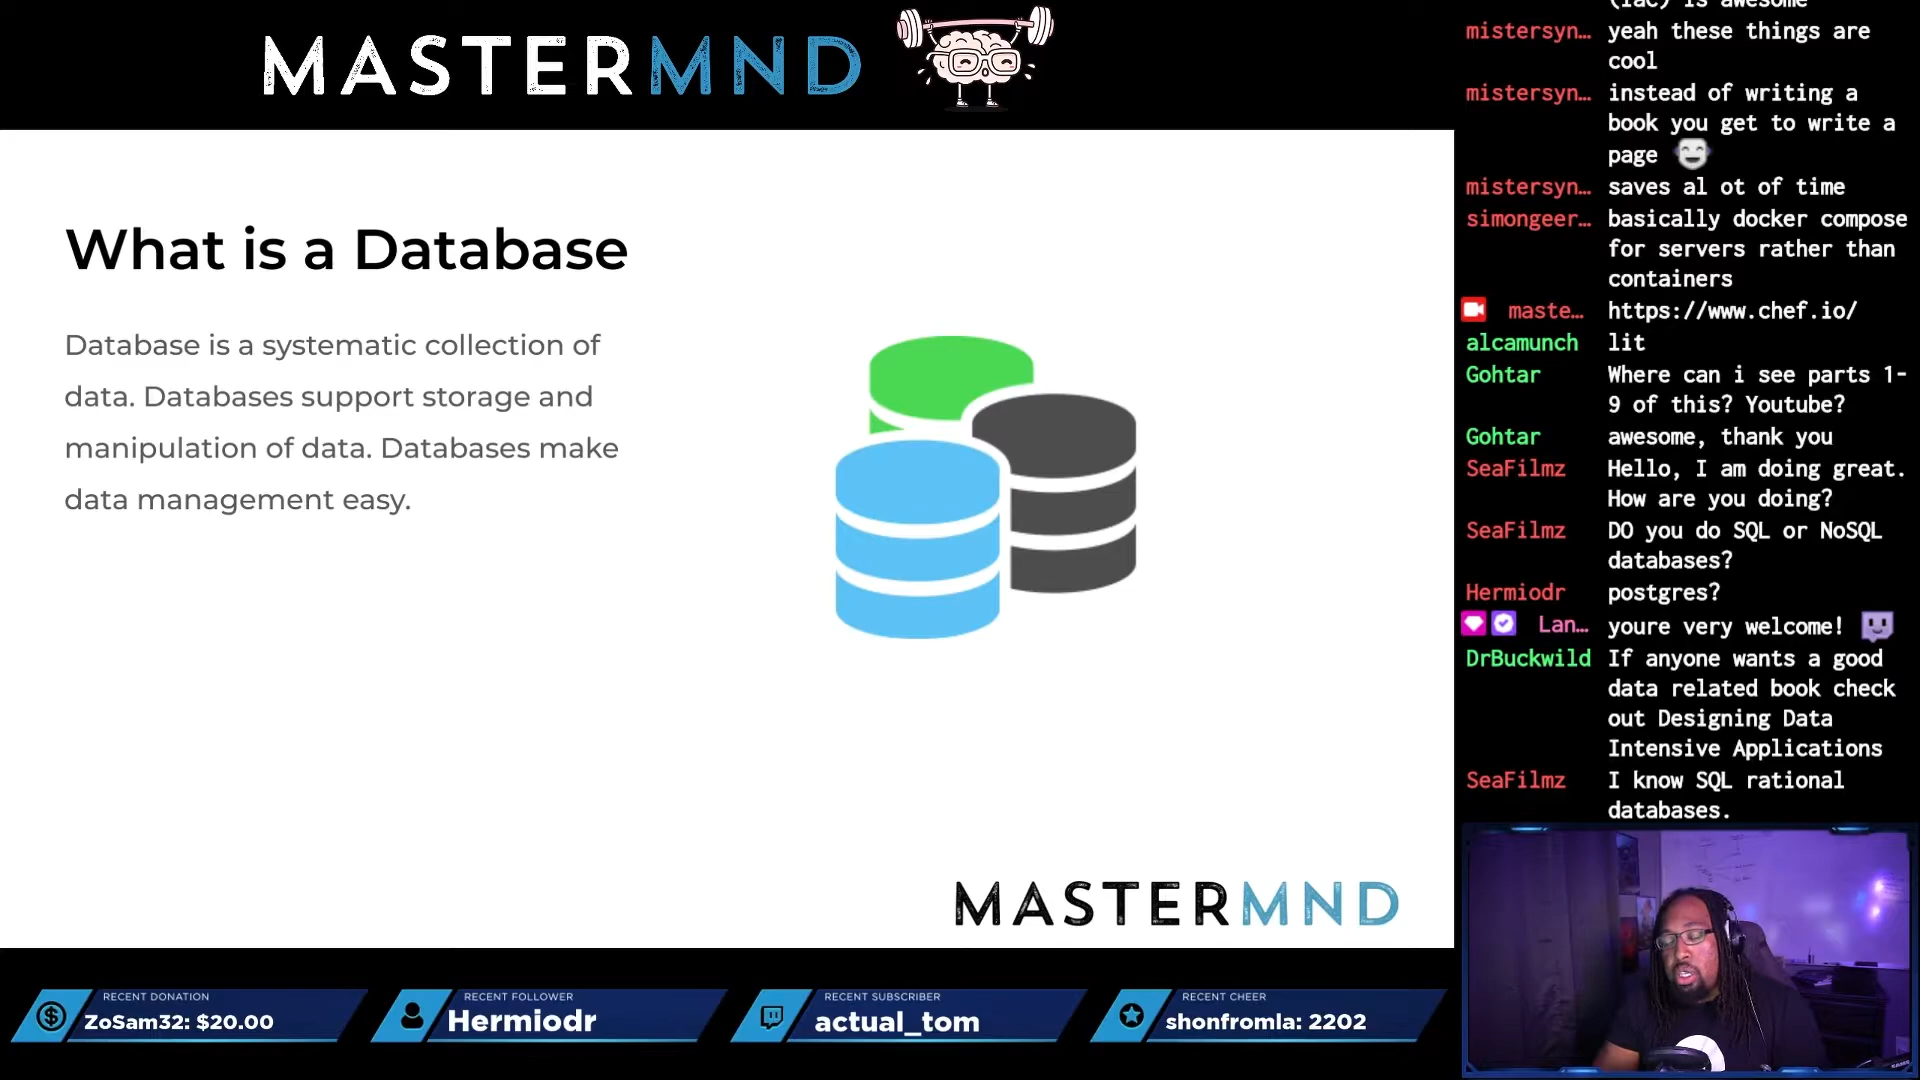 MASTERMND
What is a Database
Database is a systematic collection of
data. Databases support storage and
manipulation of data. Databases make
data management easy.
MASTERMND
is awesome
mistersyn… yeah these things are
cool
mistersyn… instead of writing a
book you get to write a
page
mistersyn… saves al ot of time
simongeer… basically docker compose
for servers rather than
containers
maste… https://www.chef.io/
alcamunch lit
Gohtar Where can i see parts 1-
9 of this? Youtube?
Gohtar awesome, thank you
SeaFilmz Hello, I am doing great.
How are you doing?
SeaFilmz DO you do SQL or NoSQL
databases?
Hermiodr postgres?
Lan… youre very welcome!
DrBuckwild If anyone wants a good
data related book check
out Designing Data
Intensive Applications
SeaFilmz I know SQL rational
databases.
RECENT DONATION
ZoSam32: $20.00
RECENT FOLLOWER
Hermiodr
RECENT SUBSCRIBER
actual_tom
RECENT CHEER
shonfromla: 2202